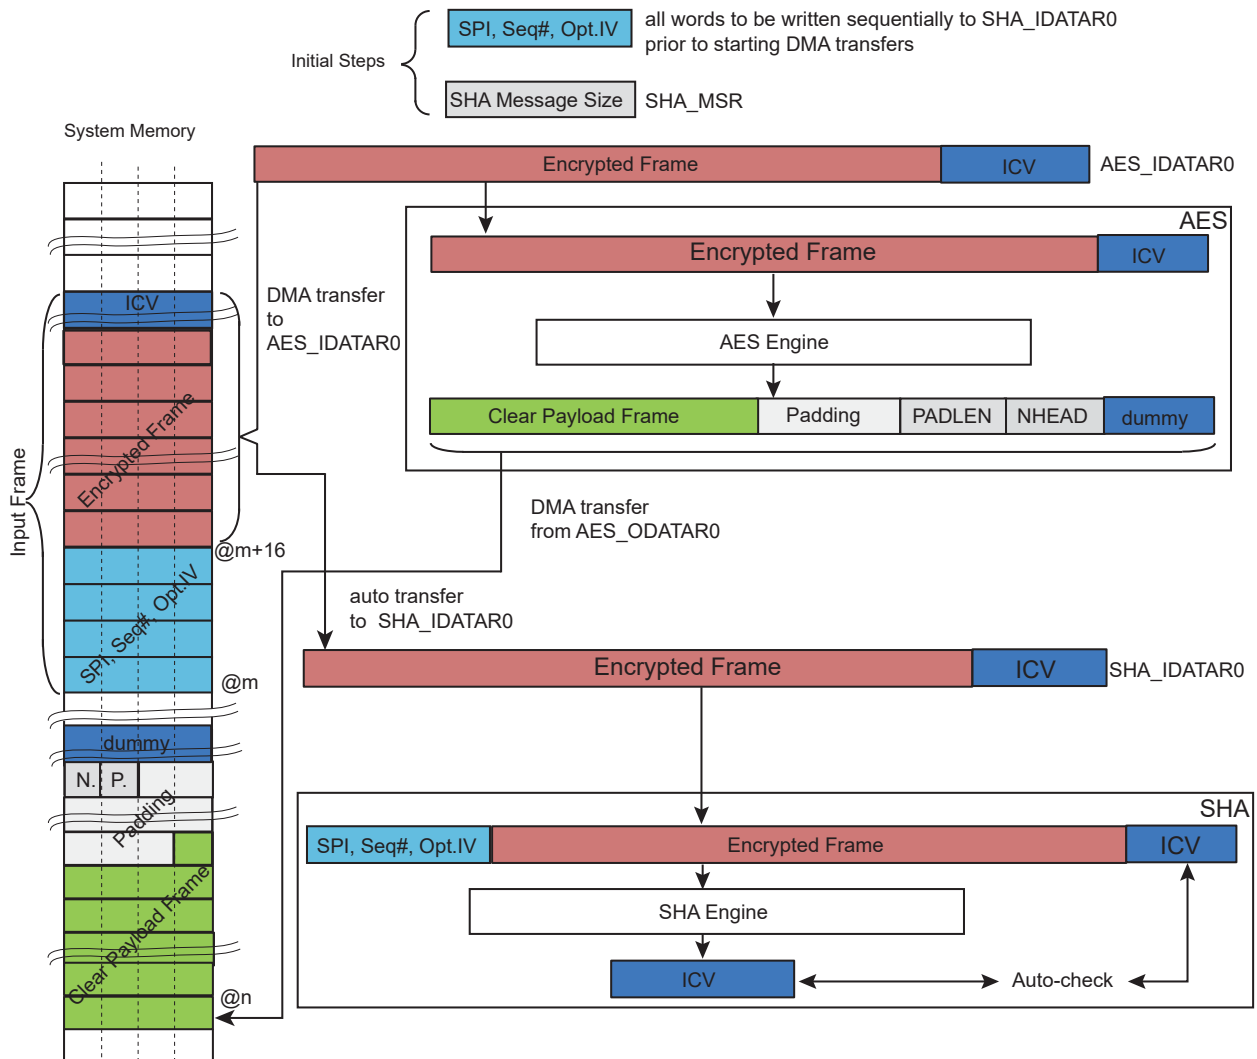 SPI, Seq#, Opt.IV
all words to be written sequentially to SHA_IDATAR0
prior to starting DMA transfers
Initial Steps
SHA Message Size
SHA_MSR
System Memory
Encrypted Frame
ICV
AES_IDATAR0
AES
Encrypted Frame
ICV
ICV
DMA transfer
to
AES_IDATAR0
AES Engine
Clear Payload Frame
Padding
PADLEN
NHEAD
dummy
Input Frame
Encrypted Frame
DMA transfer
from AES_ODATAR0
@m+16
SPI, Seq#, Opt.IV
auto transfer
to SHA_IDATAR0
Encrypted Frame
ICV
SHA_IDATAR0
@m
dummy
N.
P.
Padding
SHA
SPI, Seq#, Opt.IV
Encrypted Frame
ICV
SHA Engine
Clear Payload Frame
ICV
Auto-check
@n